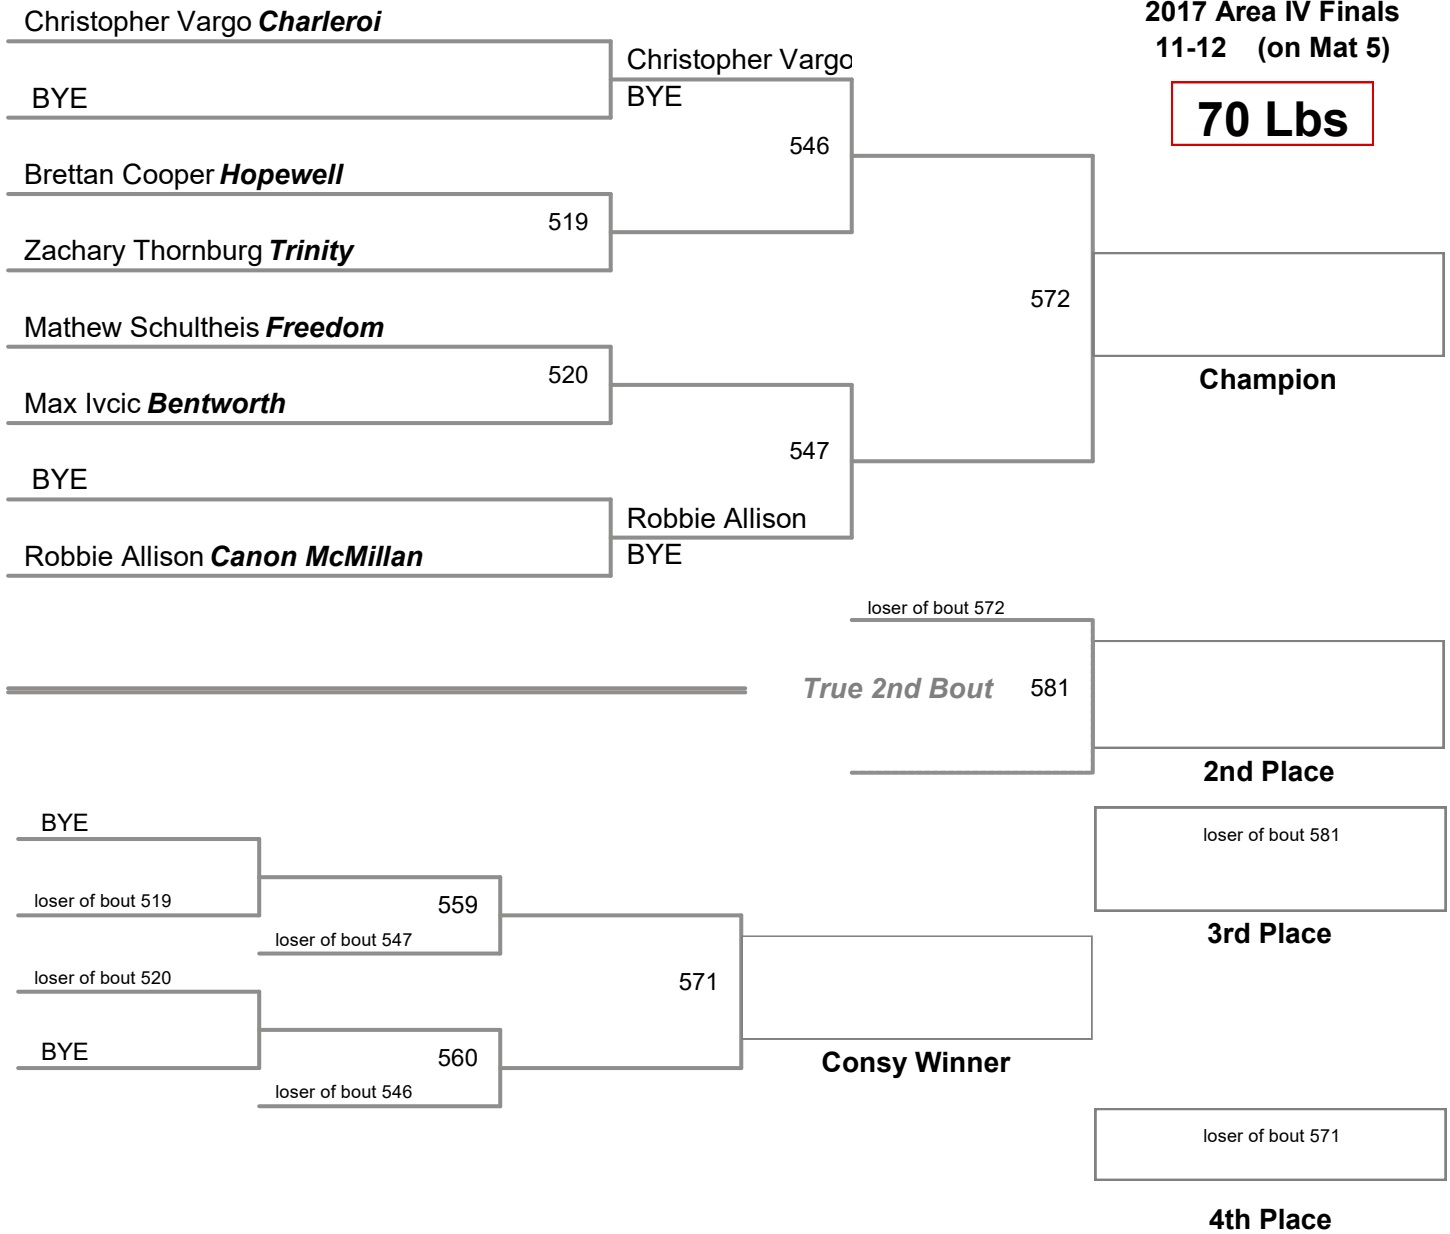 2017 Area IV Finals
11-12 (on Mat 5)
70 Lbs
Christopher Vargo Charleroi
BYE
Christopher Vargo
BYE
546
Brettan Cooper Hopewell
519
Zachary Thornburg Trinity
572
Mathew Schultheis Freedom
520
Max Ivcic Bentworth
Champion
547
BYE
Robbie Allison
BYE
Robbie Allison Canon McMillan
loser of bout 572
True 2nd Bout 581
2nd Place
BYE
loser of bout 519
559
loser of bout 547
loser of bout 520
571
BYE
560
loser of bout 546
Consy Winner
loser of bout 581
3rd Place
loser of bout 571
4th Place